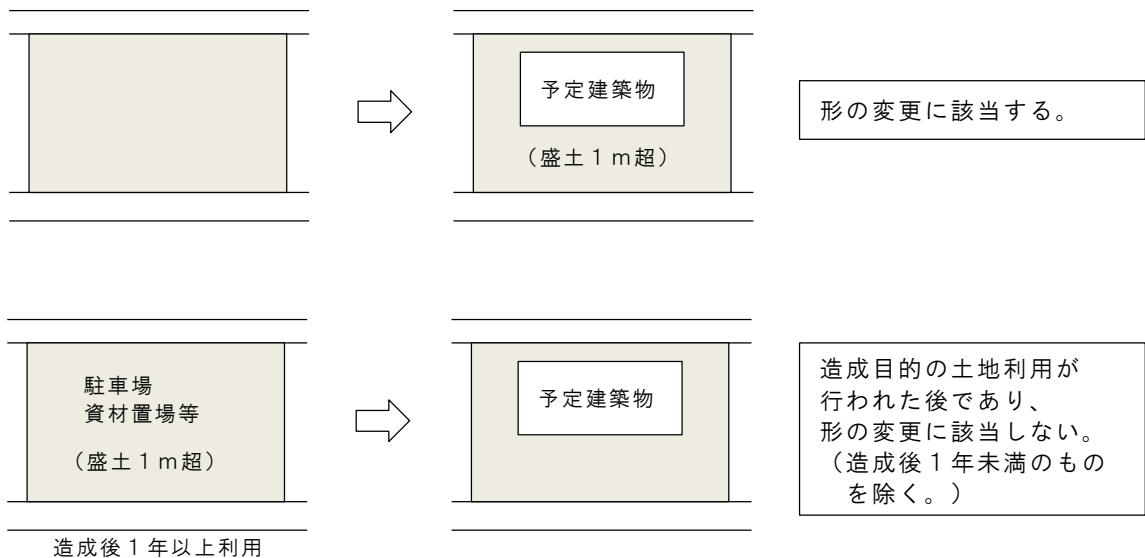 予定建築物
（盛土１ｍ超）
形の変更に該当する。
駐車場
資材置場等
（盛土１ｍ超）
造成後１年以上利用
予定建築物
造成目的の土地利用が
行われた後であり、
形の変更に該当しない。
（造成後１年未満のもの
を除く。）